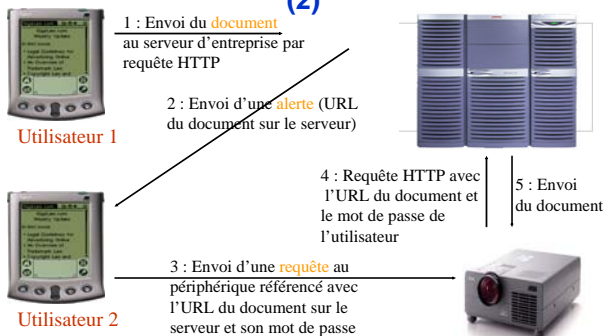 (2)
1 : Envoi du document
au serveur d'entreprise par
requête HTTP
2 : Envoi d'une alerte (URL
du document sur le serveur)
Utilisateur 1
4 : Requête HTTP avec
l'URL du document et
le mot de passe de
l'utilisateur
5 : Envoi
du document
3 : Envoi d'une requête au
périphérique référencé avec
l'URL du document sur le
serveur et son mot de passe
Utilisateur 2